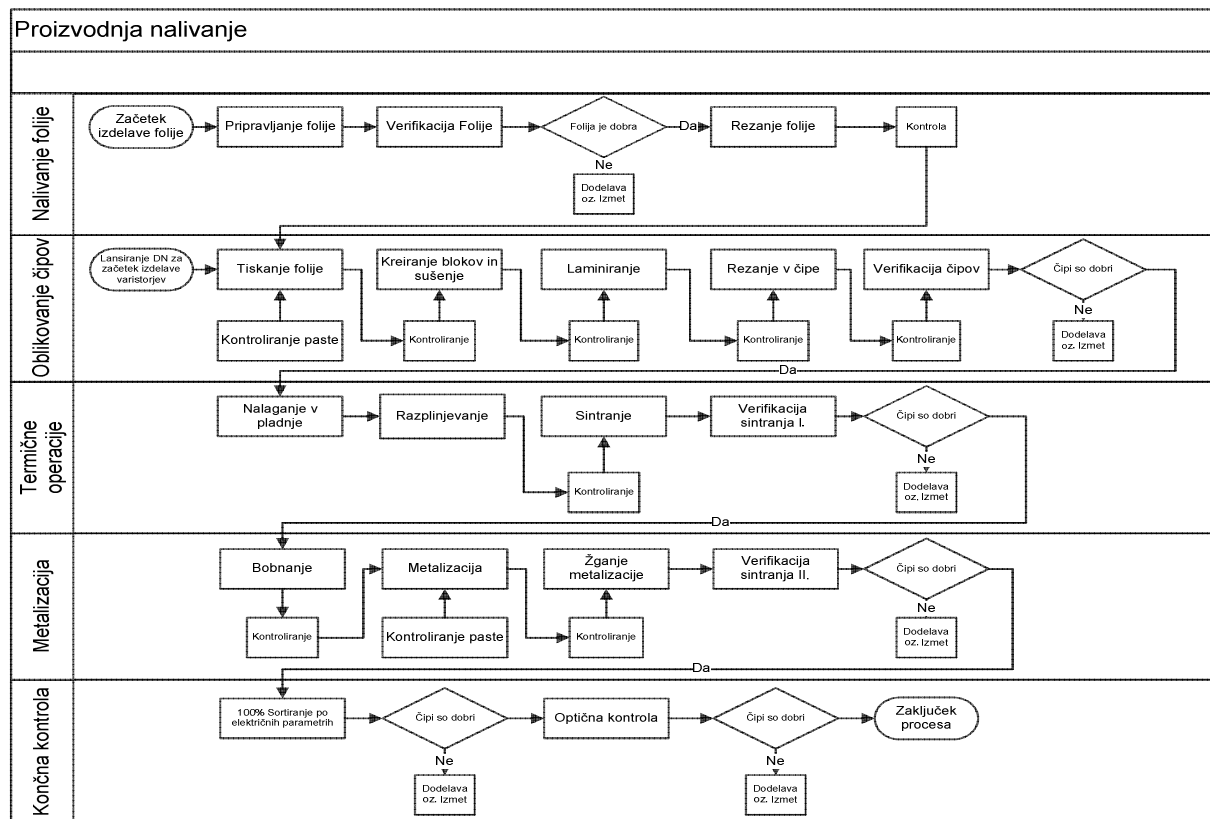 Proizvodnja nalivanje
Nalivanje folije
Začetek
izdelave folije
Pripravljanje folije
Verifikacija Folije
Folija je dobra
Da
Rezanje folije
Kontrola
Ne
Dodelava
oz. Izmet
Oblikovanje čipov
Lansiranje DN za
začetek izdelave
varistorjev
Tiskanje folije
Kreiranje blokov in
sušenje
Laminiranje
Rezanje v čipe
Verifikacija čipov
Čipi so dobri
Kontroliranje paste
Kontroliranje
Kontroliranje
Kontroliranje
Kontroliranje
Ne
Dodelava
oz. Izmet
Da
Termične
operacije
Nalaganje v
pladnje
Razplinjevanje
Sintranje
Verifikacija
sintranja I.
Čipi so dobri
Ne
Kontroliranje
Dodelava
oz. Izmet
Da
Metalizacija
Bobnanje
Metalizacija
Žganje
metalizacije
Verifikacija
sintranja II.
Čipi so dobri
Ne
Kontroliranje
Kontroliranje paste
Kontroliranje
Dodelava
oz. Izmet
Da
Končna kontrola
100% Sortiranje po
električnih parametrih
Čipi so dobri
Optična kontrola
Čipi so dobri
Zaključek
procesa
Ne
Ne
Dodelava
oz. Izmet
Dodelava
oz. Izmet